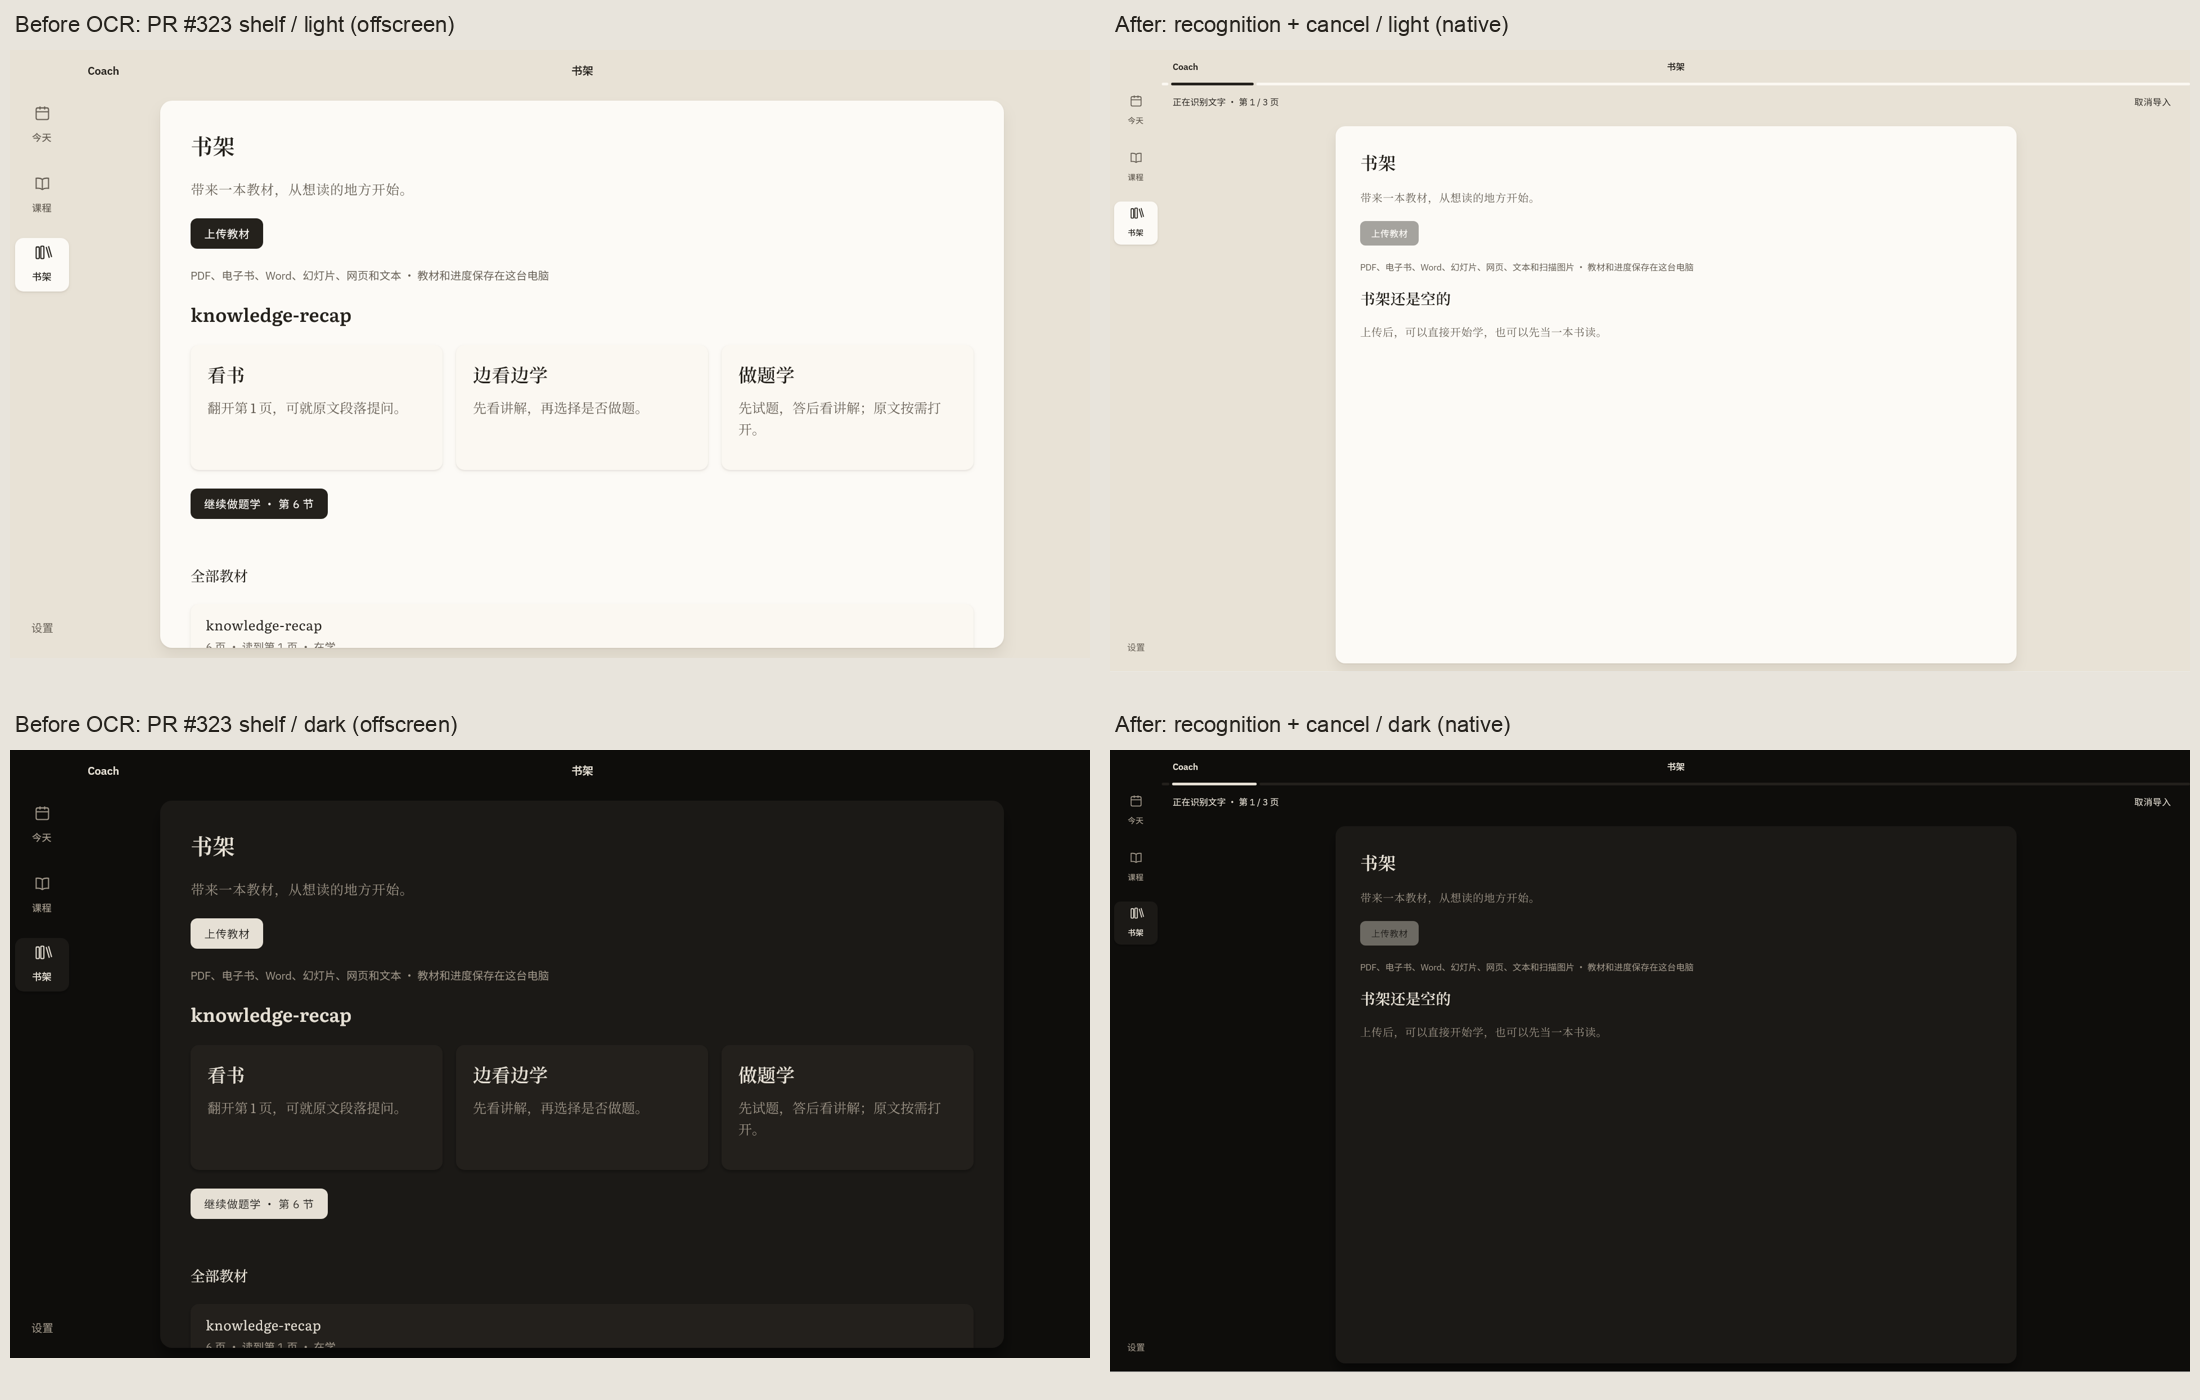 Before OCR: PR #323 shelf / light (offscreen)
Coach
书架
今天
课程
书架
设置
书架
带来一本教材，从想读的地方开始。
上传教材
PDF、电子书、Word、幻灯片、网页和文本 · 教材和进度保存在这台电脑
knowledge-recap
看书
翻开第 1 页，可就原文段落提问。
边看边学
先看讲解，再选择是否做题。
做题学
先试题，答后看讲解；原文按需打
开。
继续做题学 · 第 6 节
全部教材
knowledge-recap
6 页 · 读到第 1 页 · 在学
After: recognition + cancel / light (native)
Coach
书架
正在识别文字 · 第 1 / 3 页
取消导入
今天
课程
书架
设置
书架
带来一本教材，从想读的地方开始。
上传教材
PDF、电子书、Word、幻灯片、网页、文本和扫描图片 · 教材和进度保存在这台电脑
书架还是空的
上传后，可以直接开始学，也可以先当一本书读。
Before OCR: PR #323 shelf / dark (offscreen)
Coach
书架
今天
课程
书架
设置
书架
带来一本教材，从想读的地方开始。
上传教材
PDF、电子书、Word、幻灯片、网页和文本 · 教材和进度保存在这台电脑
knowledge-recap
看书
翻开第 1 页，可就原文段落提问。
边看边学
先看讲解，再选择是否做题。
做题学
先试题，答后看讲解；原文按需打
开。
继续做题学 · 第 6 节
全部教材
knowledge-recap
6 页 · 读到第 1 页 · 在学
After: recognition + cancel / dark (native)
Coach
书架
正在识别文字 · 第 1 / 3 页
取消导入
今天
课程
书架
设置
书架
带来一本教材，从想读的地方开始。
上传教材
PDF、电子书、Word、幻灯片、网页、文本和扫描图片 · 教材和进度保存在这台电脑
书架还是空的
上传后，可以直接开始学，也可以先当一本书读。